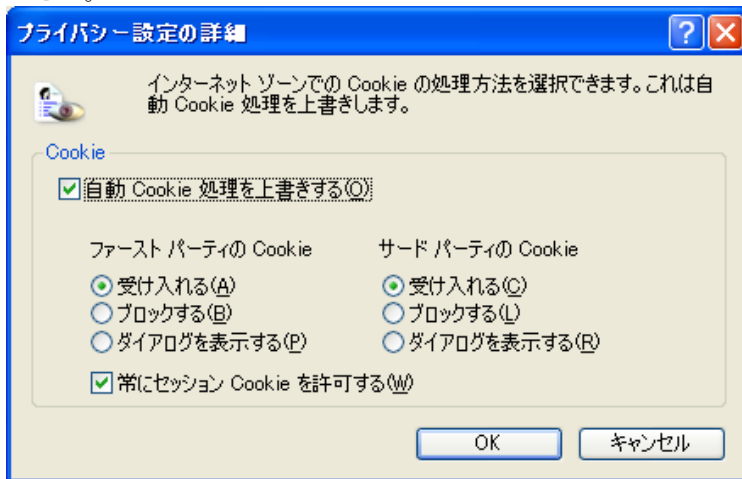 プライバシー設定の詳細
インターネット ゾーンでの Cookie の処理方法を選択できます。これは自
動 Cookie 処理を上書きします。
Cookie
自動 Cookie 処理を上書きする(O)
ファースト パーティの Cookie サード パーティの Cookie
受け入れる(A) 受け入れる(C)
ブロックする(B) ブロックする(L)
ダイアログを表示する(P) ダイアログを表示する(R)
常にセッション Cookie を許可する(W)
OK キャンセル